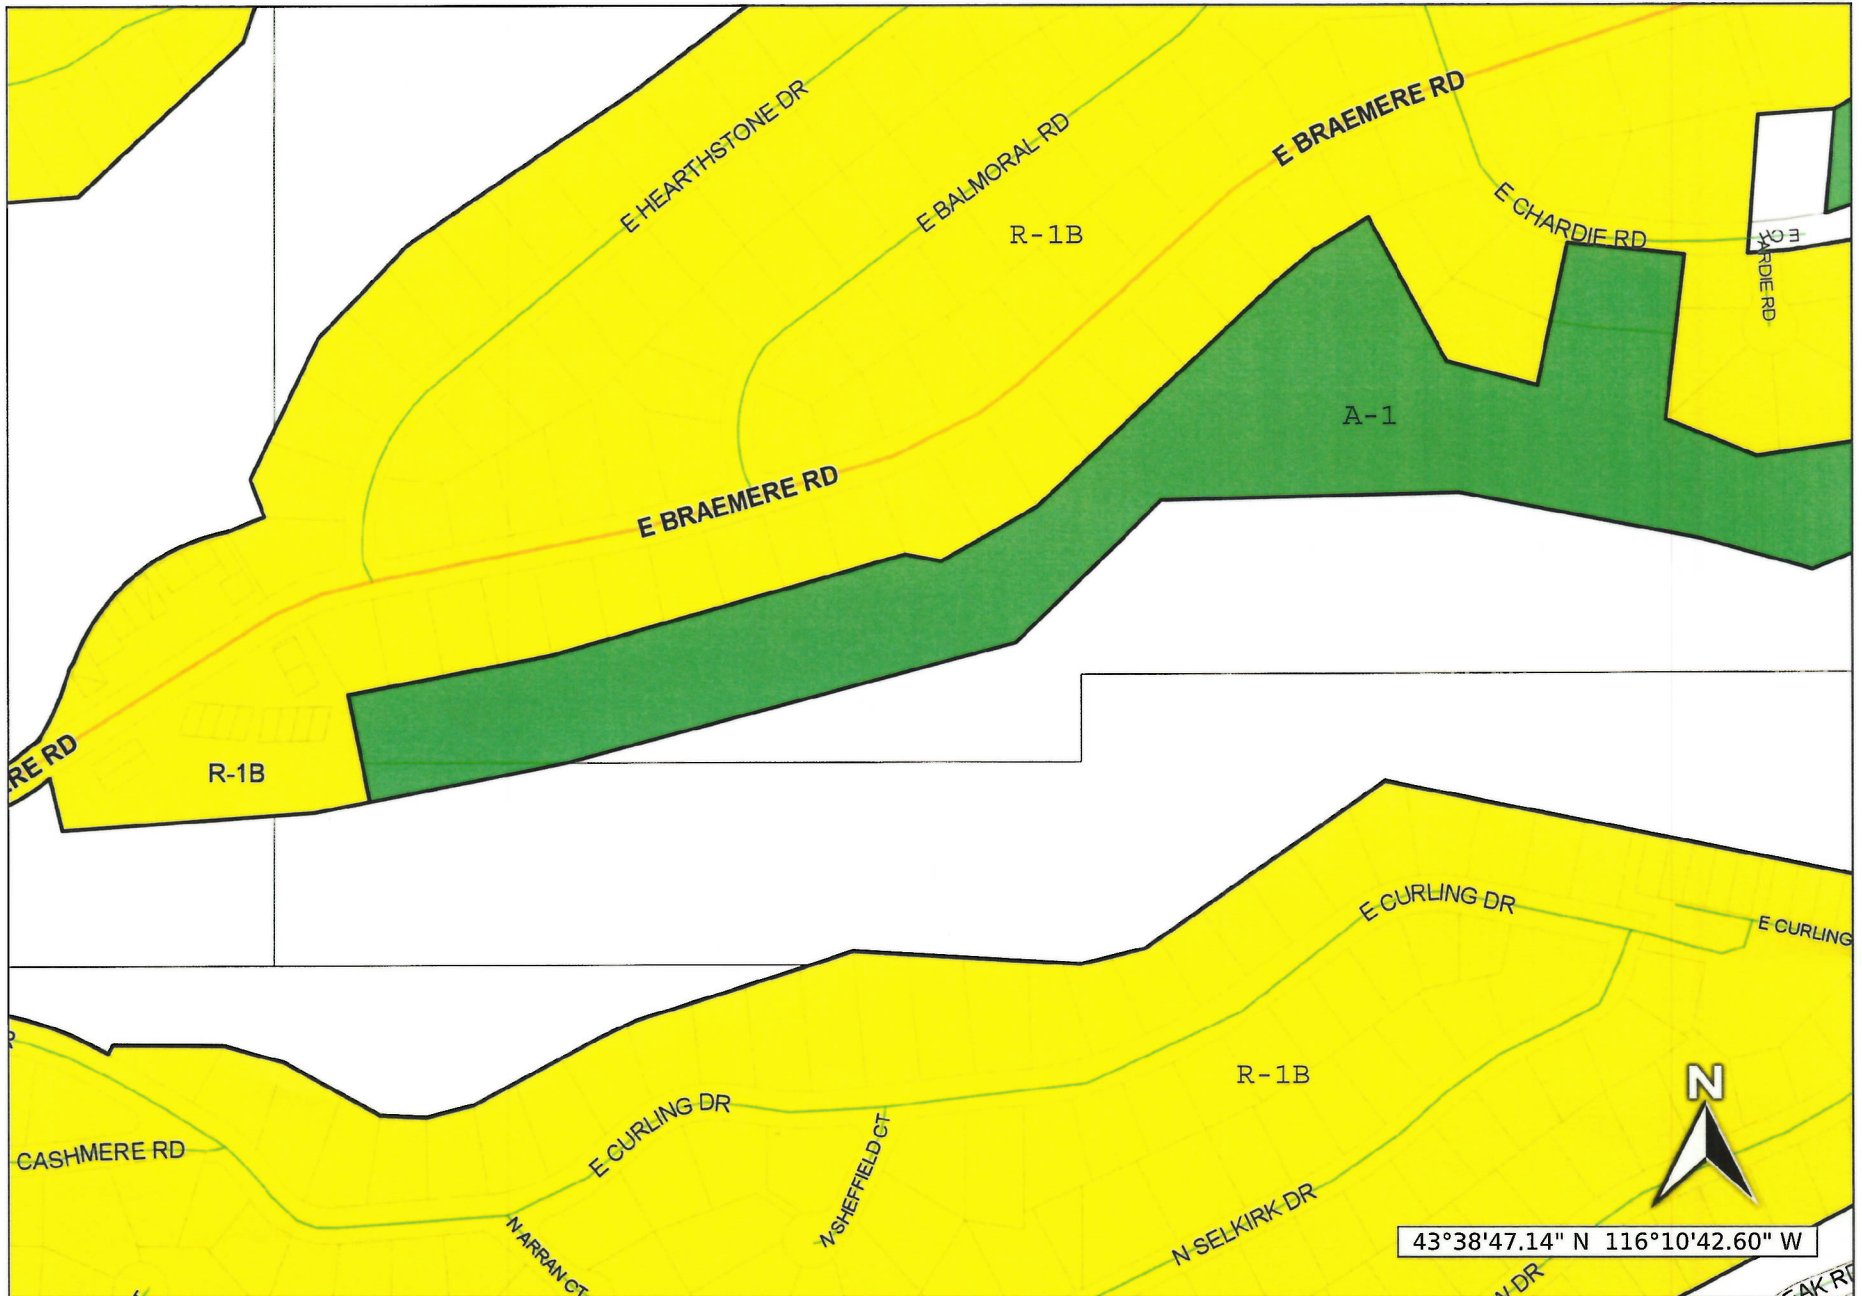 E HEARTHSTONE DR
E BALMORAL RD
E BRAEMERE RD
R-1B
E CHARDIE RD
E CHARDIE RD
A-1
E BRAEMERE RD
RE RD
R-1B
E CURLING DR
E CURLING
R-1B
CASHMERE RD
E CURLING DR
N SHEFFIELD CT
N ARRAN CT
N SELKIRK DR
N
43°38'47.14" N 116°10'42.60" W
DR